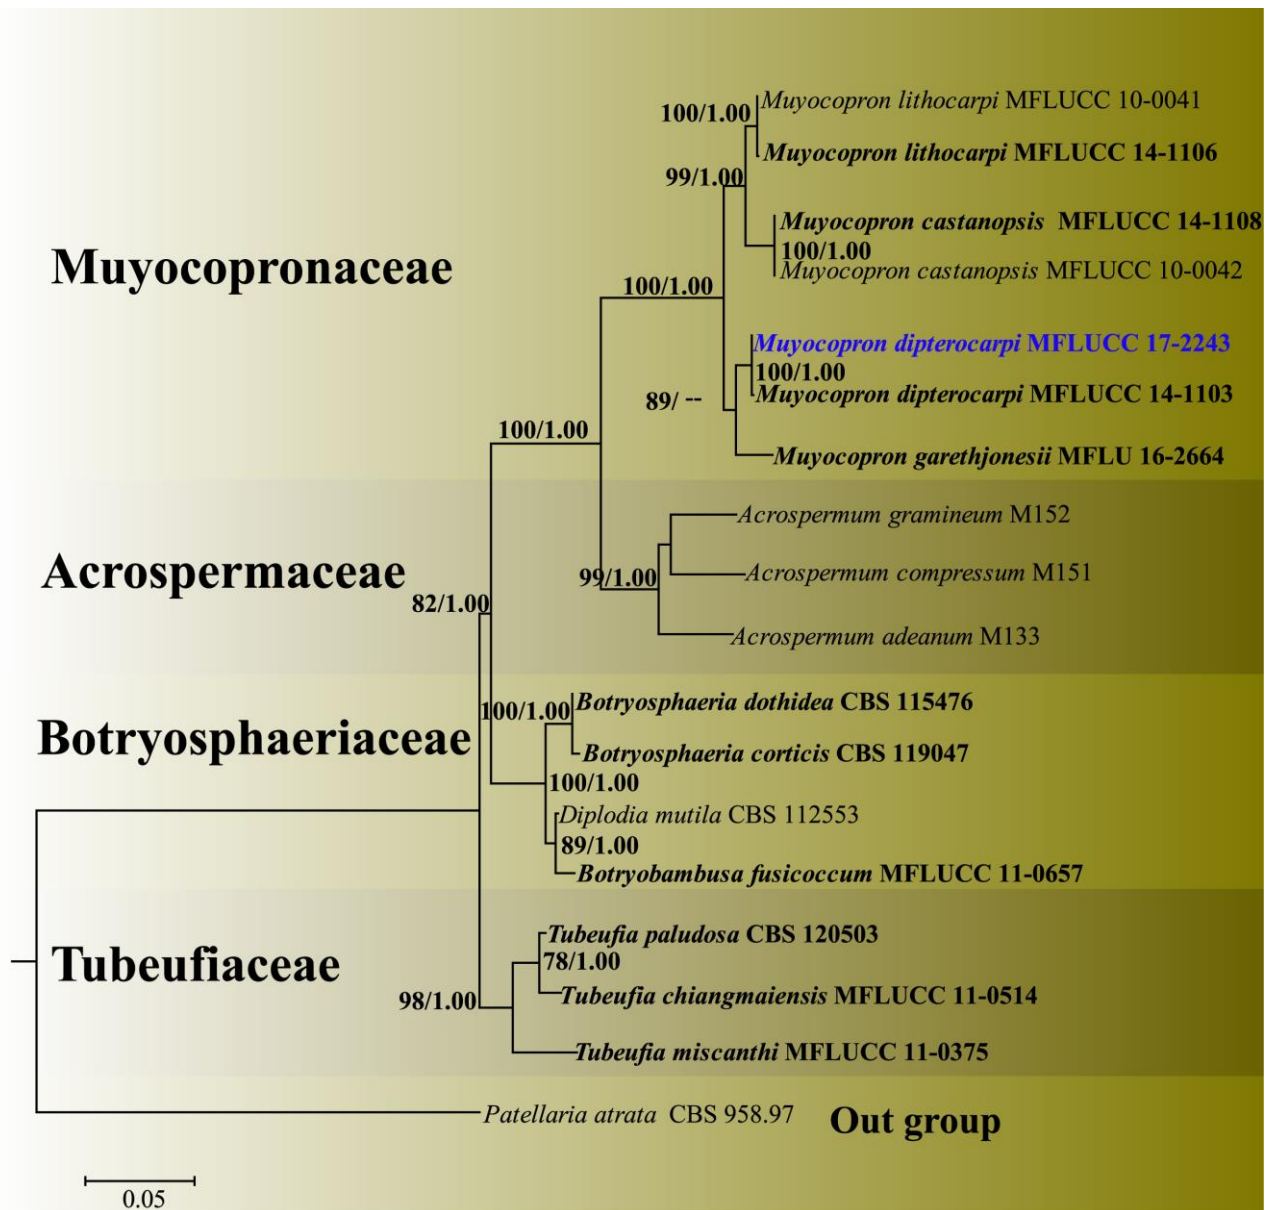 Muyocopron lithocarpi MFLUCC 10-0041
100/1.00
Muyocopron lithocarpi MFLUCC 14-1106
99/1.00
Muyocopron castanopsis MFLUCC 14-1108
100/1.00
Muyocopron castanopsis MFLUCC 10-0042
Muyocopronaceae
100/1.00
Muyocopron dipterocarpi MFLUCC 17-2243
100/1.00
Muyocopron dipterocarpi MFLUCC 14-1103
89/ --
100/1.00
Muyocopron garethjonesii MFLU 16-2664
Acrospermum gramineum M152
Acrospermaceae
99/1.00
Acrospermum compressum M151
82/1.00
Acrospermum adeanum M133
Botryosphaeria dothidea CBS 115476
100/1.00
Botryosphaeriaceae
Botryosphaeria corticis CBS 119047
100/1.00
Diplodia mutila CBS 112553
89/1.00
Botryobambusa fusicoccum MFLUCC 11-0657
Tubeufia paludosa CBS 120503
Tubeufiaceae
78/1.00
98/1.00
Tubeufia chiangmaiensis MFLUCC 11-0514
Tubeufia miscanthi MFLUCC 11-0375
Patellaria atrata CBS 958.97
Out group
0.05